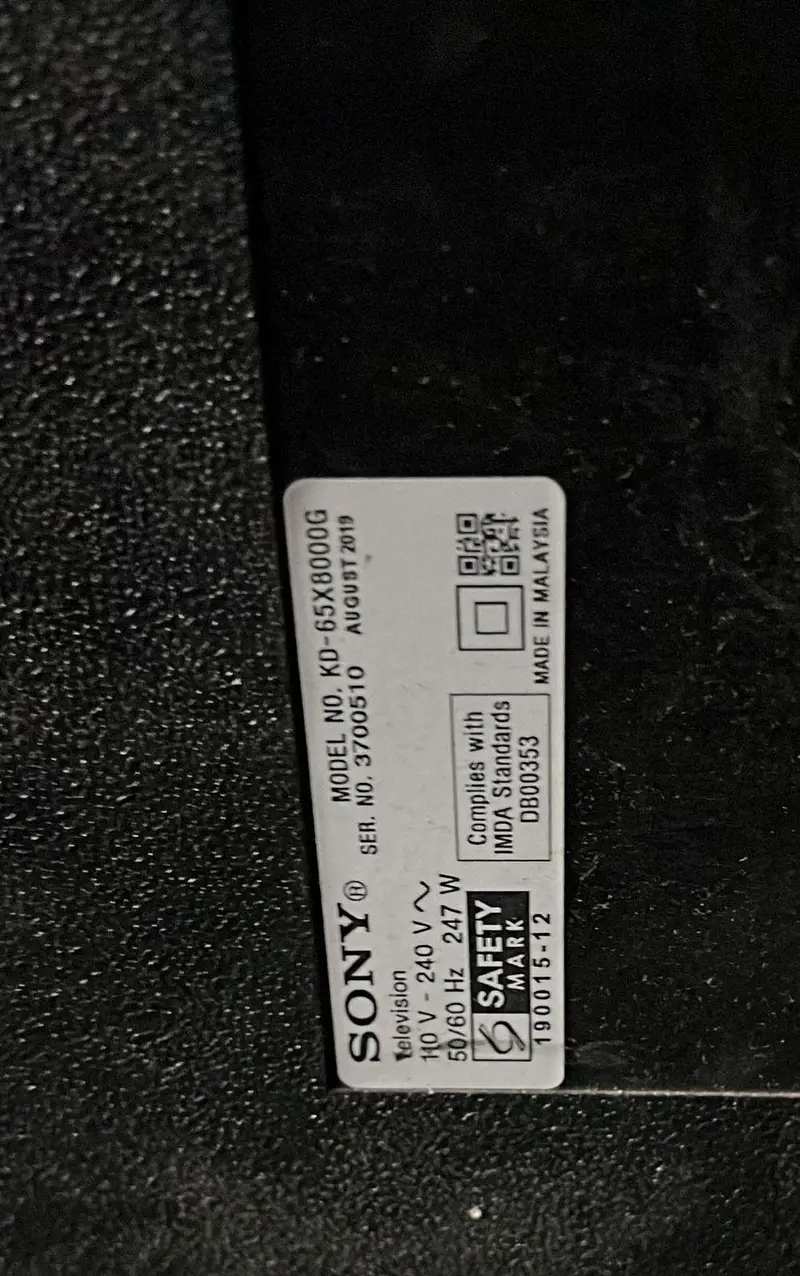 SONY®
MODEL NO. KD-65X8000G
SER. NO. 3700510 AUGUST 2019
Television
110 V - 240 V ~
50/60 Hz 247 W
SAFETY
MARK
190015-12
Complies with
IMDA Standards
DB00353
MADE IN MALAYSIA